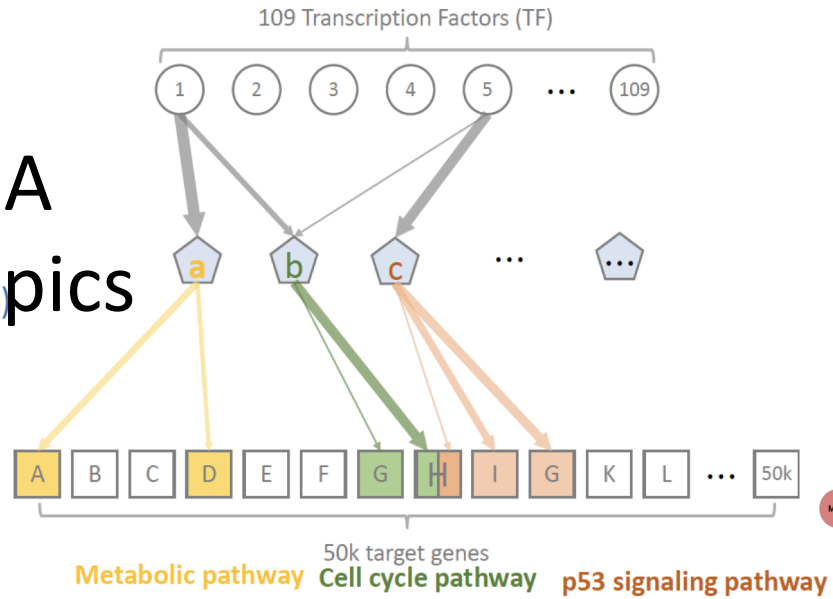 109 Transcription Factors (TF)
1 2 3 4 5 ... 109
A
pics
)
a b c ... ...
A B C D E F G H I G K L ... 50k
M
50k target genes
Metabolic pathway Cell cycle pathway p53 signaling pathway